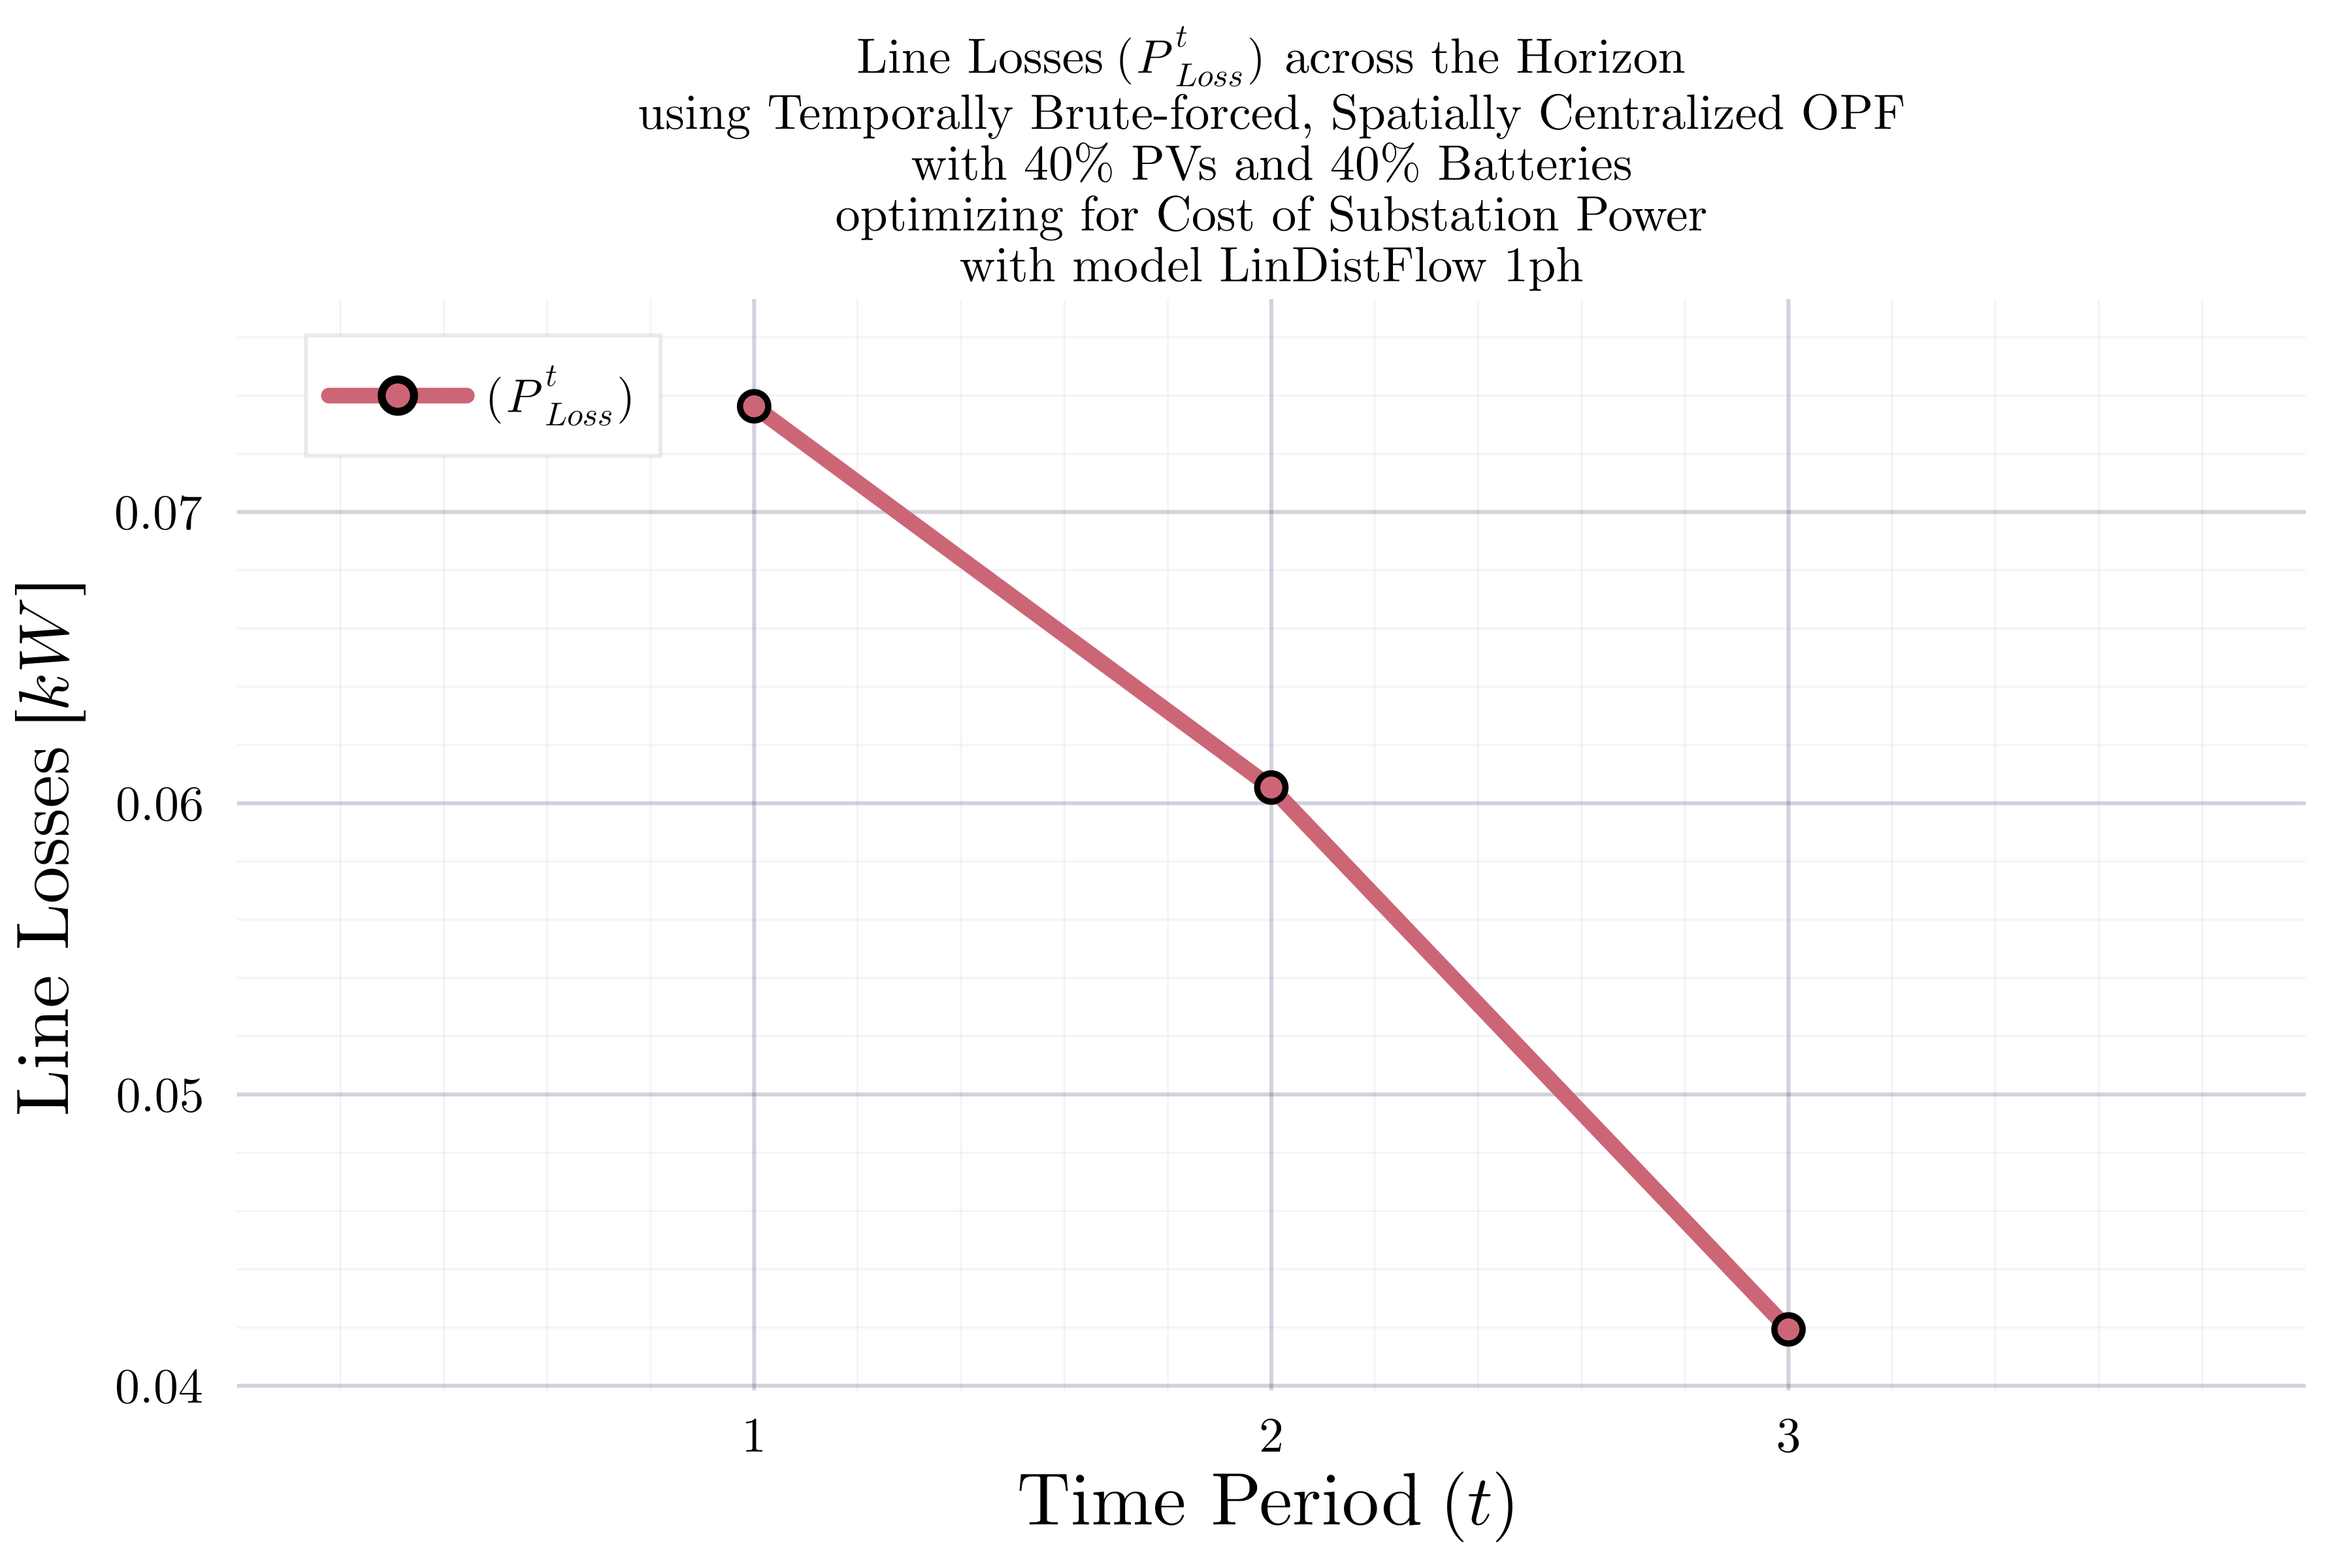 Line Losses (P^t_Loss) across the Horizon
using Temporally Brute-forced, Spatially Centralized OPF
with 40% PVs and 40% Batteries
optimizing for Cost of Substation Power
with model LinDistFlow 1ph
(P^t_Loss)
0.07
0.06
0.05
0.04
Line Losses [kW]
1 2 3
Time Period (t)